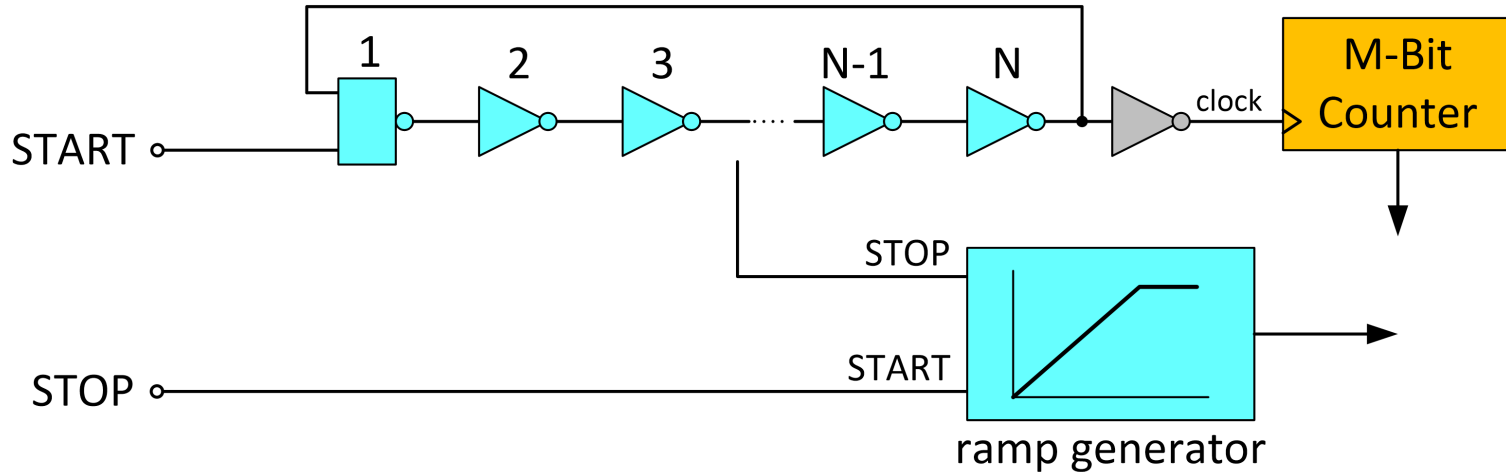 1
2
3
N-1
N
M-Bit
Counter
clock
START
STOP
START
STOP
ramp generator